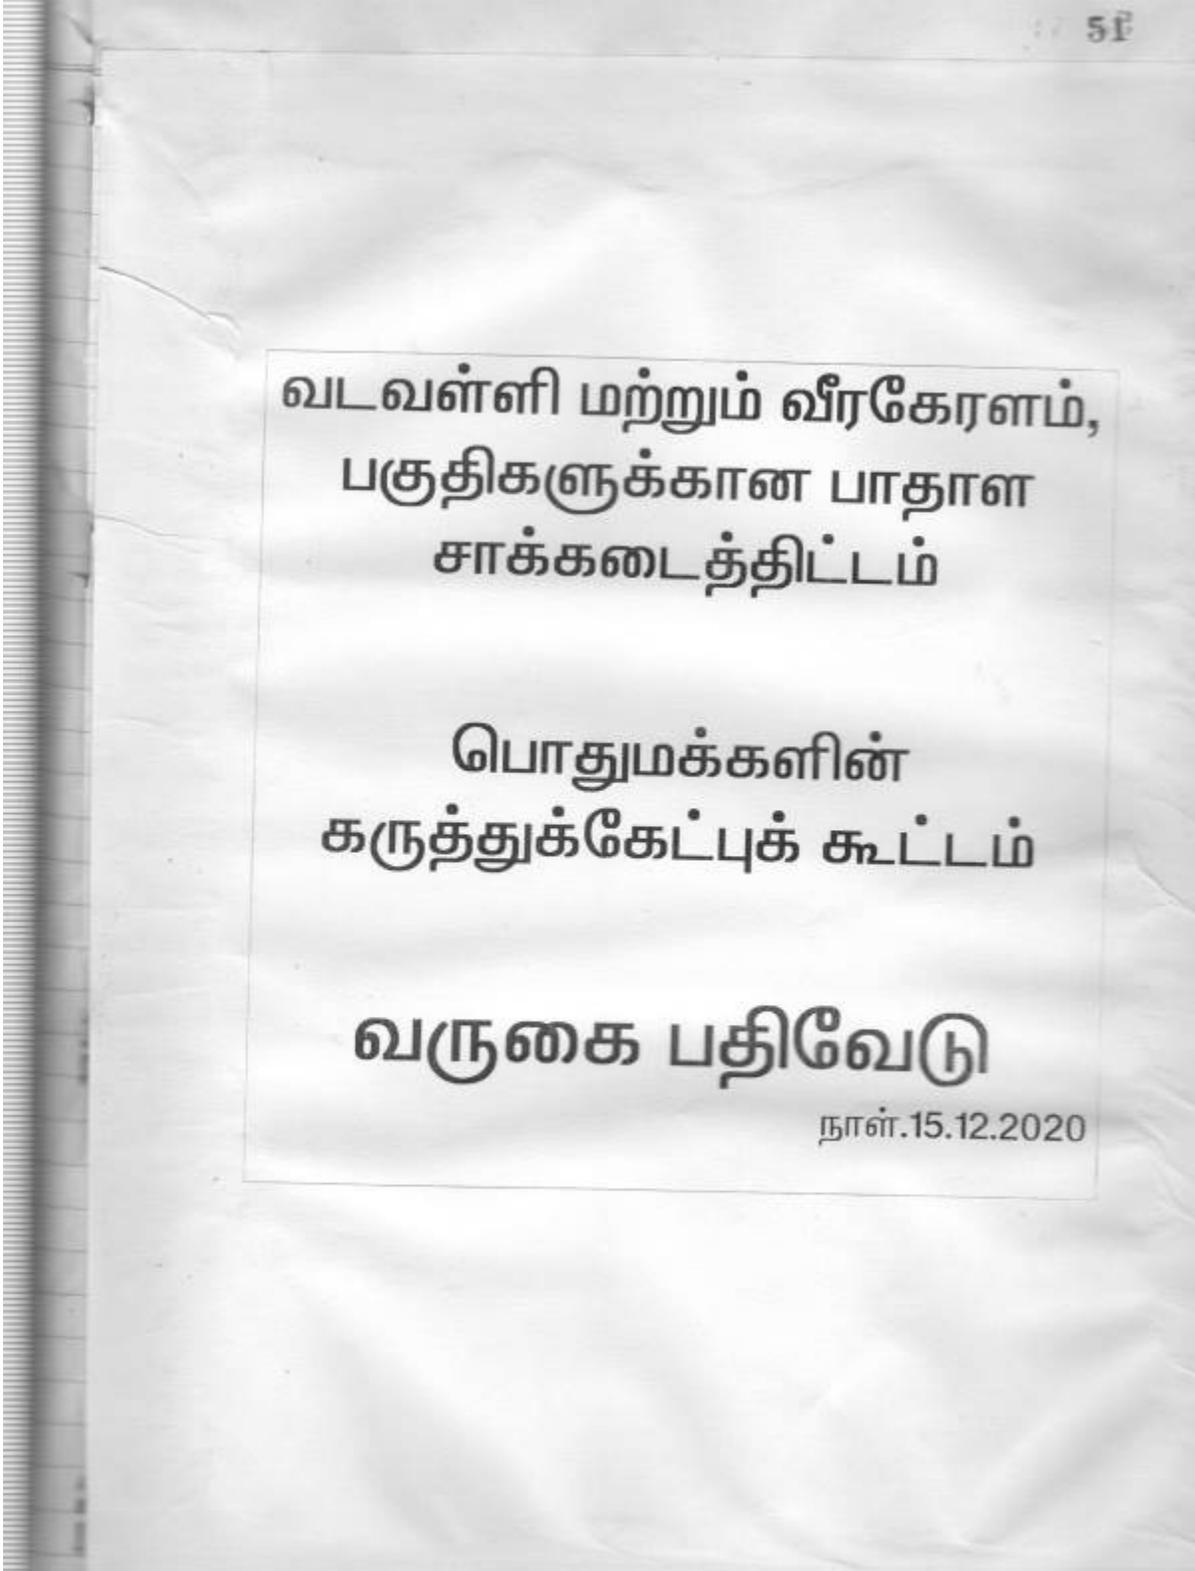 51
வடவள்ளி மற்றும் வீரகேரளம்,
பகுதிகளுக்கான பாதாள
சாக்கடைத்திட்டம்
பொதுமக்களின்
கருத்துக்கேட்புக் கூட்டம்
வருகை பதிவேடு
நாள்.15.12.2020